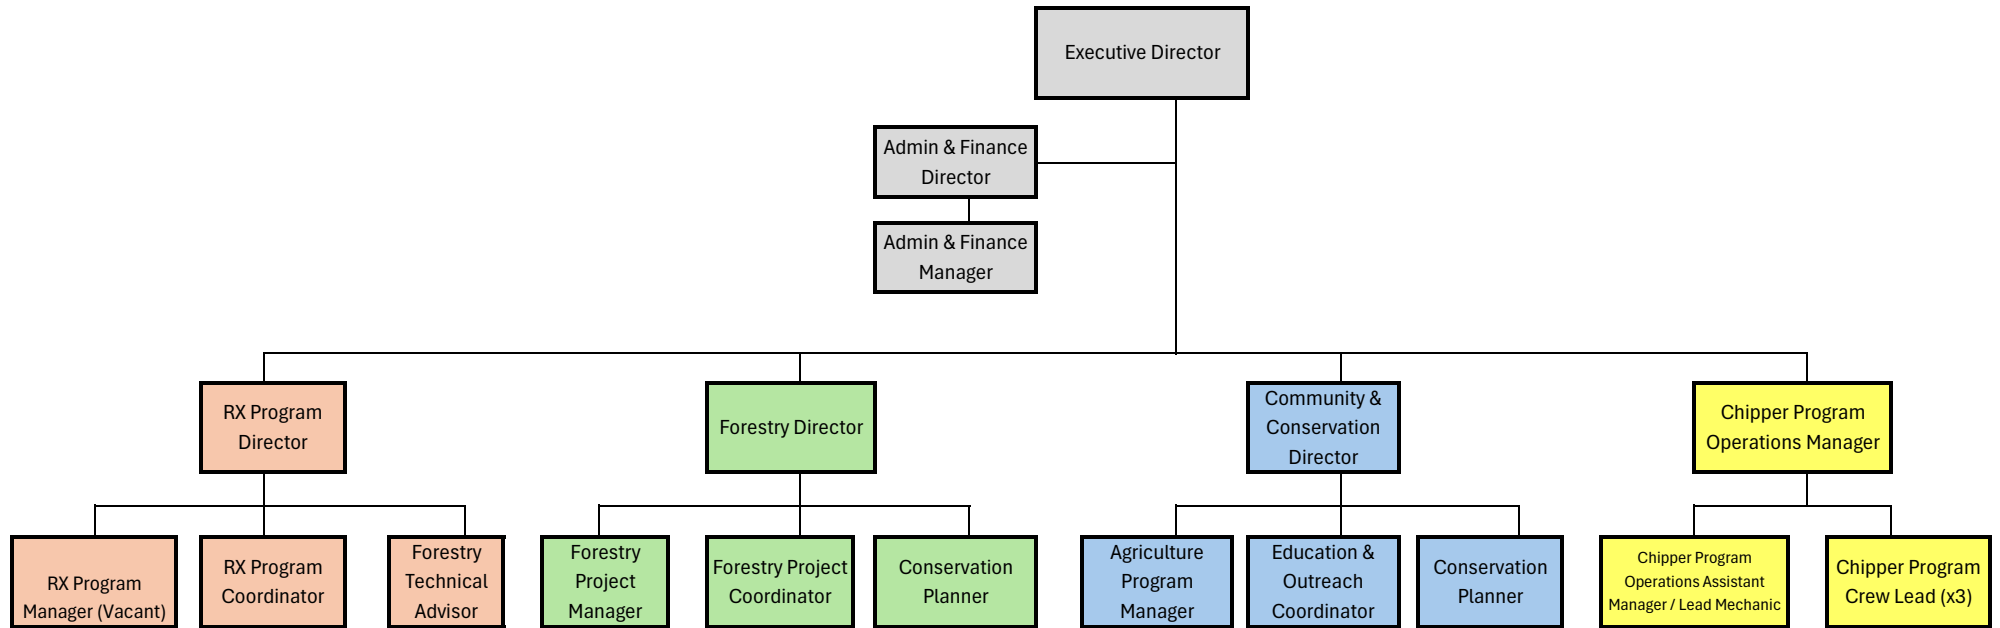 Executive Director
Admin & Finance
Director
Admin & Finance
Manager
RX Program
Director
Forestry Director
Community &
Conservation
Director
Chipper Program
Operations Manager
RX Program
Manager (Vacant)
RX Program
Coordinator
Forestry
Technical
Advisor
Forestry
Project
Manager
Forestry Project
Coordinator
Conservation
Planner
Agriculture
Program
Manager
Education &
Outreach
Coordinator
Conservation
Planner
Chipper Program
Operations Assistant
Manager / Lead Mechanic
Chipper Program
Crew Lead (x3)